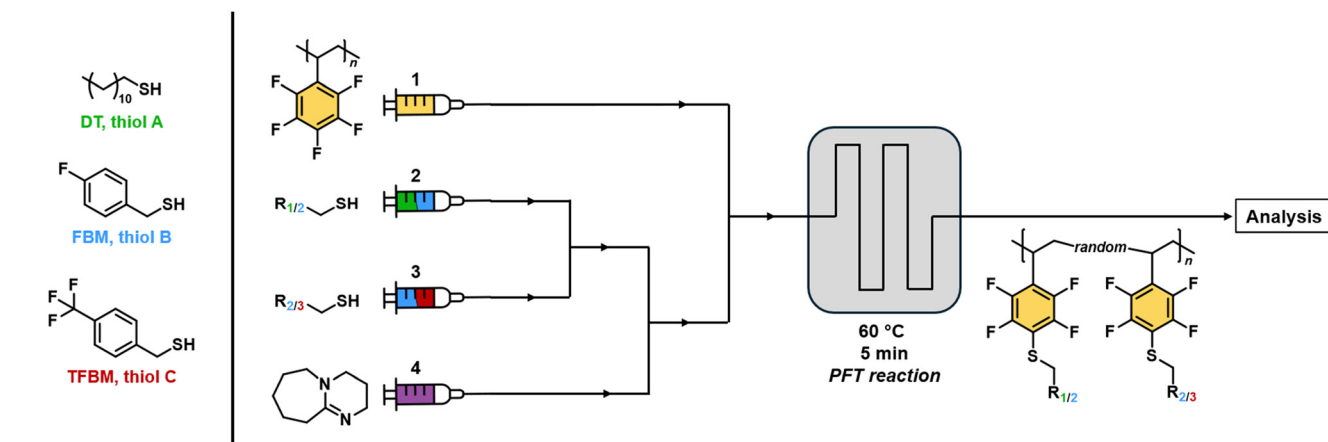 SH
10
DT, thiol A
F
SH
FBM, thiol B
F
F
F
SH
TFBM, thiol C
n
F
F
F
F
F
1
2
R1/2
SH
3
R2/3
SH
4
N
N
60 °C
5 min
PFT reaction
Analysis
random
n
F
F
F
F
F
F
F
F
S
S
R1/2
R2/3